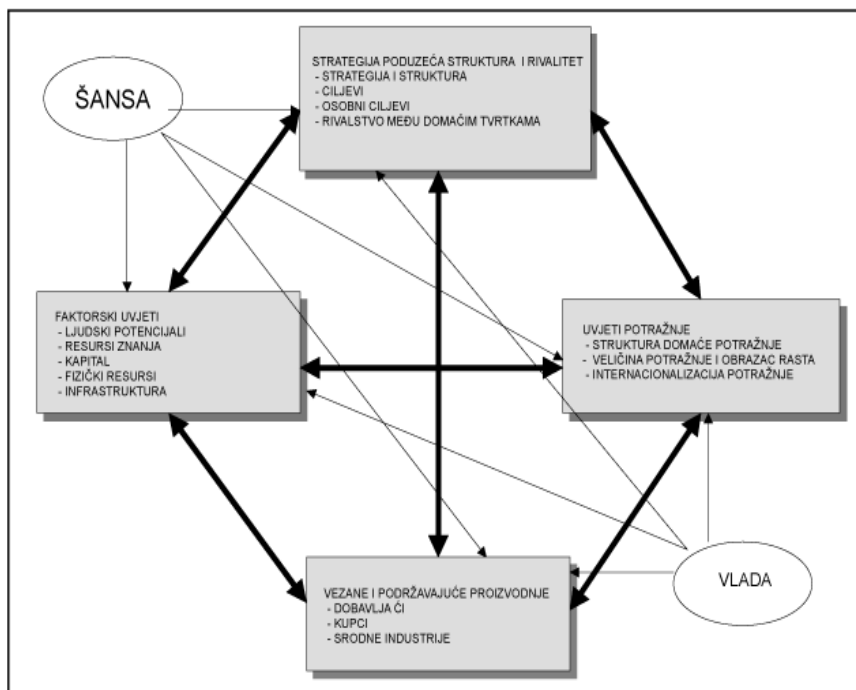 STRATEGIJA PODUZEĆA STRUKTURA I RIVALITET
- STRATEGIJA I STRUKTURA
- CILJEVI
- OSOBNI CILJEVI
- RIVALSTVO MEĐU DOMAĆIM TVRTKAMA
ŠANSA
FAKTORSKI UVJETI
- LJUDSKI POTENCIJALI
- RESURSI ZNANJA
- KAPITAL
- FIZIČKI RESURSI
- INFRASTRUKTURA
UVJETI POTRAŽNJE
- STRUKTURA DOMAĆE POTRAŽNJE
- VELIČINA POTRAŽNJE I OBRAZAC RASTA
- INTERNACIONALIZACIJA POTRAŽNJE
VEZANE I PODRŽAVAJUĆE PROIZVODNJE
- DOBAVLJA ĆI
- KUPCI
- SRODNE INDUSTRIJE
VLADA